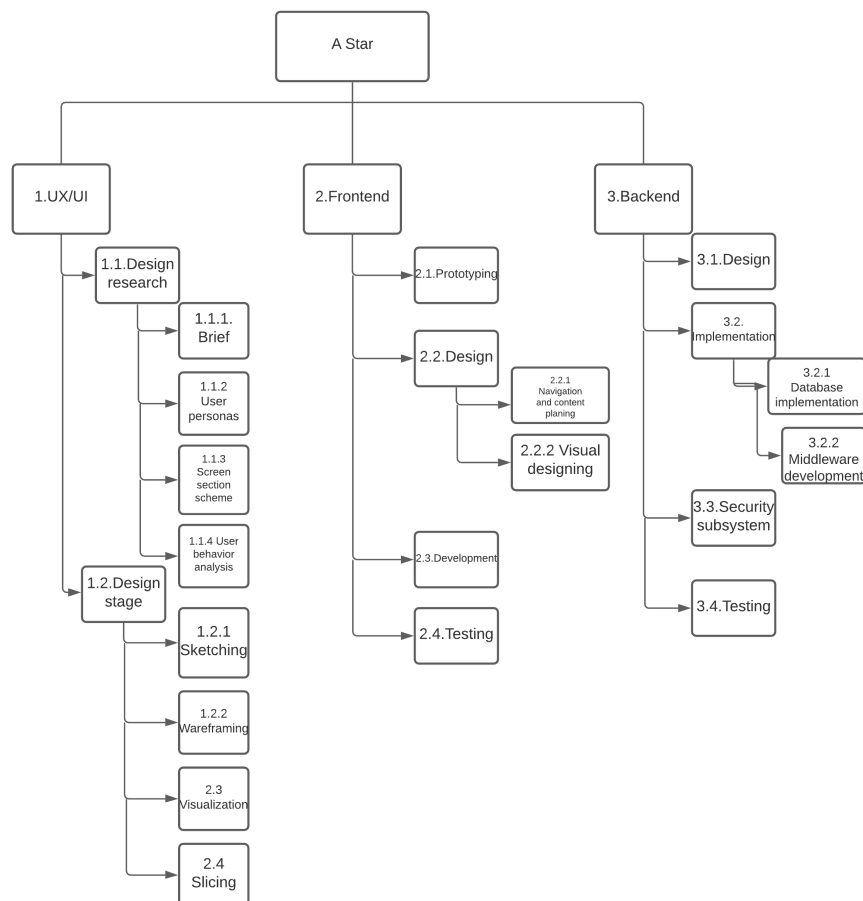 A Star
1.UX/UI
2.Frontend
3.Backend
1.1.Design
research
1.1.1.
Brief
1.1.2
User
personas
1.1.3
Screen
section
scheme
1.1.4 User
behavior
analysis
1.2.Design
stage
1.2.1
Sketching
1.2.2
Wareframing
2.3
Visualization
2.4
Slicing
2.1.Prototyping
2.2.Design
2.2.1
Navigation
and content
planing
2.2.2 Visual
designing
2.3.Development
2.4.Testing
3.1.Design
3.2.
Implementation
3.2.1
Database
implementation
3.2.2
Middleware
development
3.3.Security
subsystem
3.4.Testing